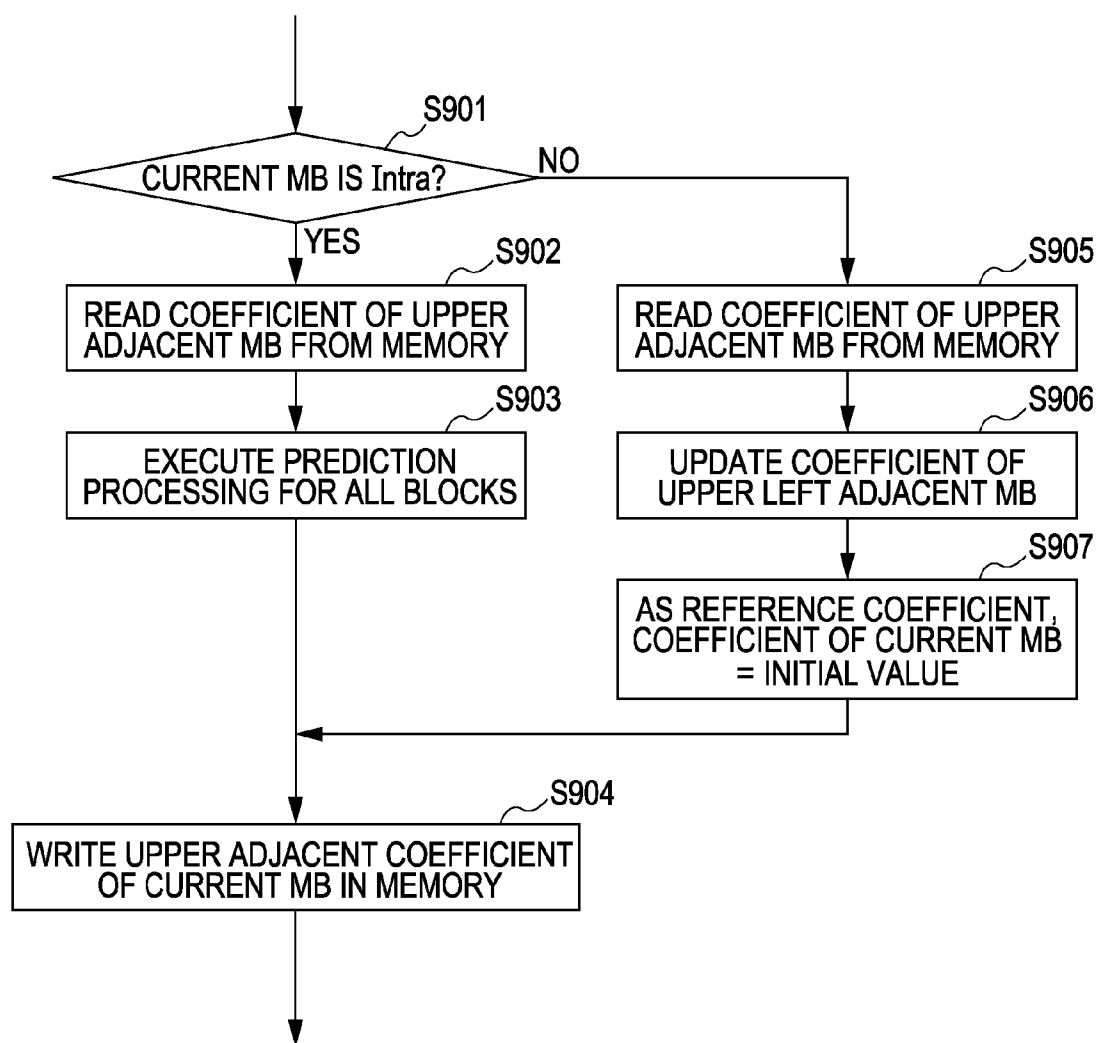 S901
CURRENT MB IS Intra?
NO
YES
S902
READ COEFFICIENT OF UPPER
ADJACENT MB FROM MEMORY
S903
EXECUTE PREDICTION
PROCESSING FOR ALL BLOCKS
S905
READ COEFFICIENT OF UPPER
ADJACENT MB FROM MEMORY
S906
UPDATE COEFFICIENT OF
UPPER LEFT ADJACENT MB
S907
AS REFERENCE COEFFICIENT,
COEFFICIENT OF CURRENT MB
= INITIAL VALUE
S904
WRITE UPPER ADJACENT COEFFICIENT
OF CURRENT MB IN MEMORY